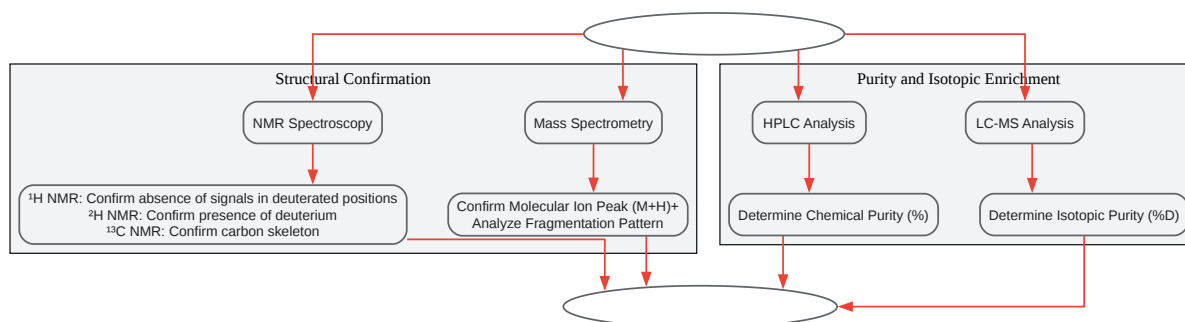 Structural Confirmation
Purity and Isotopic Enrichment
NMR Spectroscopy
Mass Spectrometry
HPLC Analysis
LC-MS Analysis
¹H NMR: Confirm absence of signals in deuterated positions
²H NMR: Confirm presence of deuterium
¹³C NMR: Confirm carbon skeleton
Confirm Molecular Ion Peak (M+H)+
Analyze Fragmentation Pattern
Determine Chemical Purity (%)
Determine Isotopic Purity (%D)